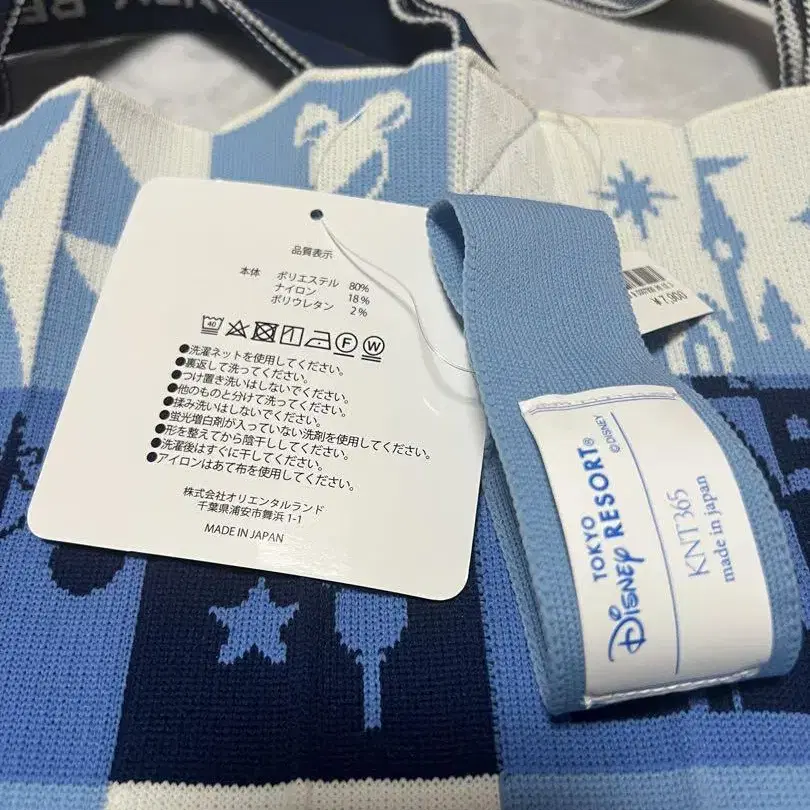 品質表示
本体 ポリエステル 80%
ナイロン 18%
ポリウレタン 2%
40
F W
●洗濯ネットを使用してください。
●裏返して洗ってください。
●つけ置き洗いはしないでください。
●他のものと分けて洗ってください。
●揉み洗いはしないでください。
●蛍光増白剤が入っていない洗剤を使用してください。
●形を整えてから陰干ししてください。
●洗濯後はすぐに干してください。
●アイロンはあて布を使用してください。
株式会社オリエンタルランド
千葉県浦安市舞浜 1-1
MADE IN JAPAN
¥7,900
TOKYO
DISNEY RESORT®
©DISNEY
KNT365
made in japan